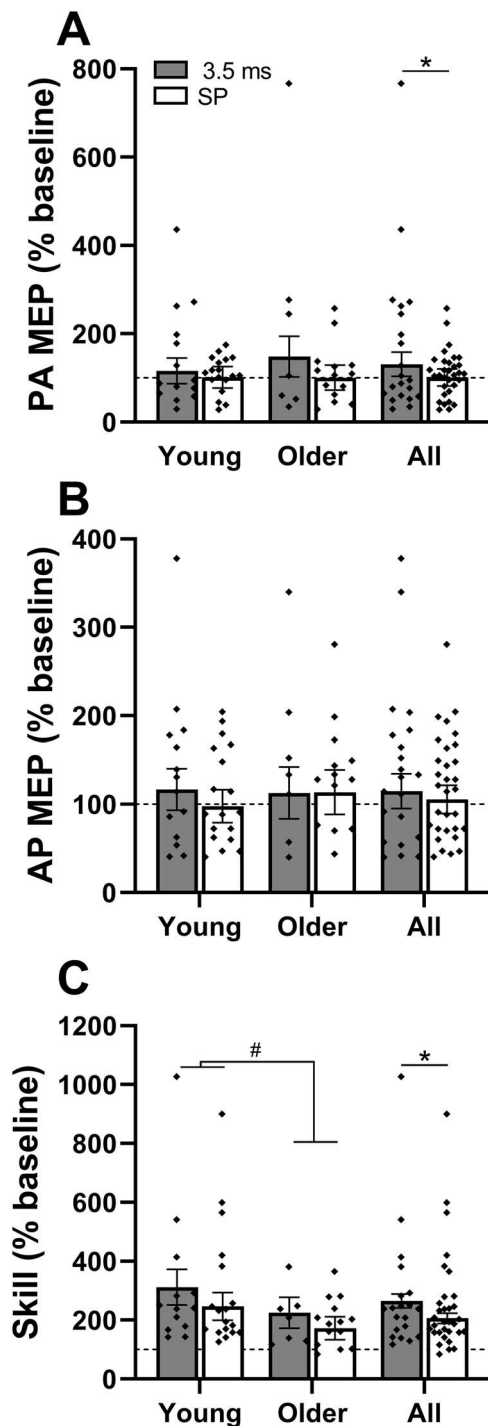 A
PA MEP (% baseline)
800
600
400
200
0
3.5 ms
SP
*
Young Older All
B
AP MEP (% baseline)
400
300
200
100
0
Young Older All
C
Skill (% baseline)
1200
1000
800
600
400
200
0
#
*
Young Older All